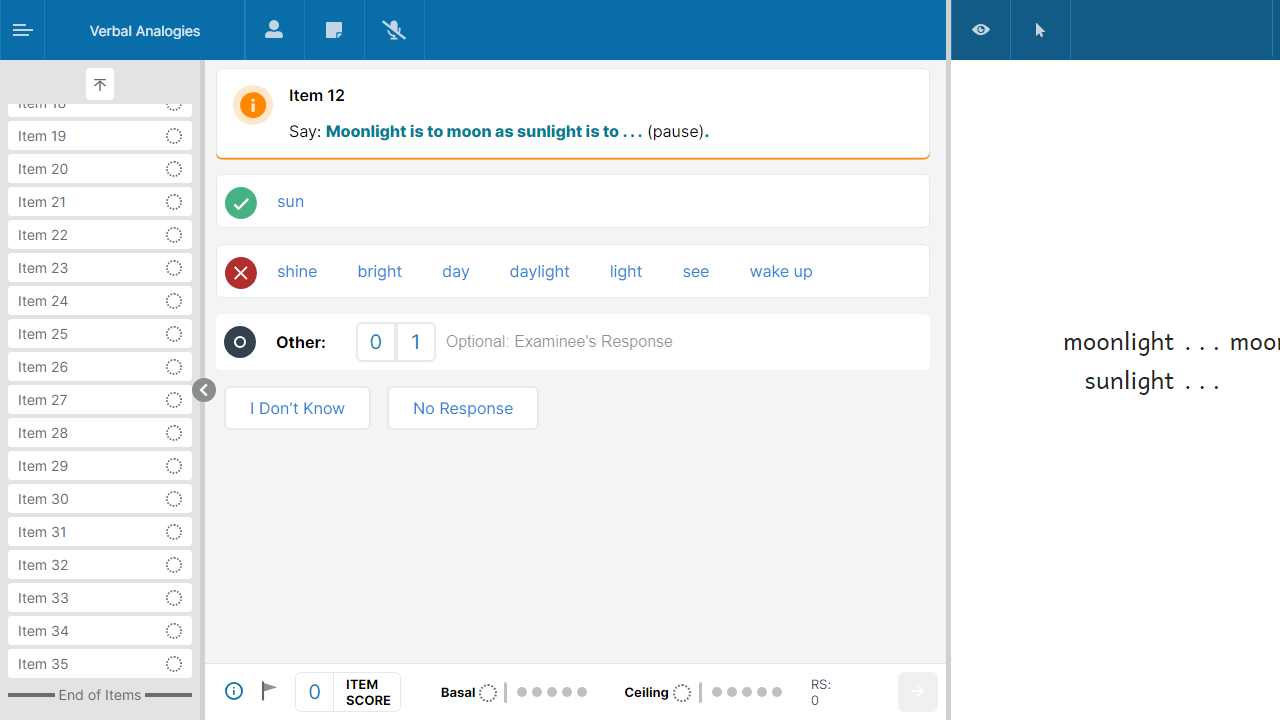 Verbal Analogies
Item 18
Item 19
Item 20
Item 21
Item 22
Item 23
Item 24
Item 25
Item 26
Item 27
Item 28
Item 29
Item 30
Item 31
Item 32
Item 33
Item 34
Item 35
End of Items
Item 12
Say: Moonlight is to moon as sunlight is to . . . (pause).
sun
shine bright day daylight light see wake up
Other: 0 1 Optional: Examinee's Response
I Don’t Know No Response
0 ITEM SCORE Basal Ceiling RS: 0
moonlight . . . moon
sunlight . . .